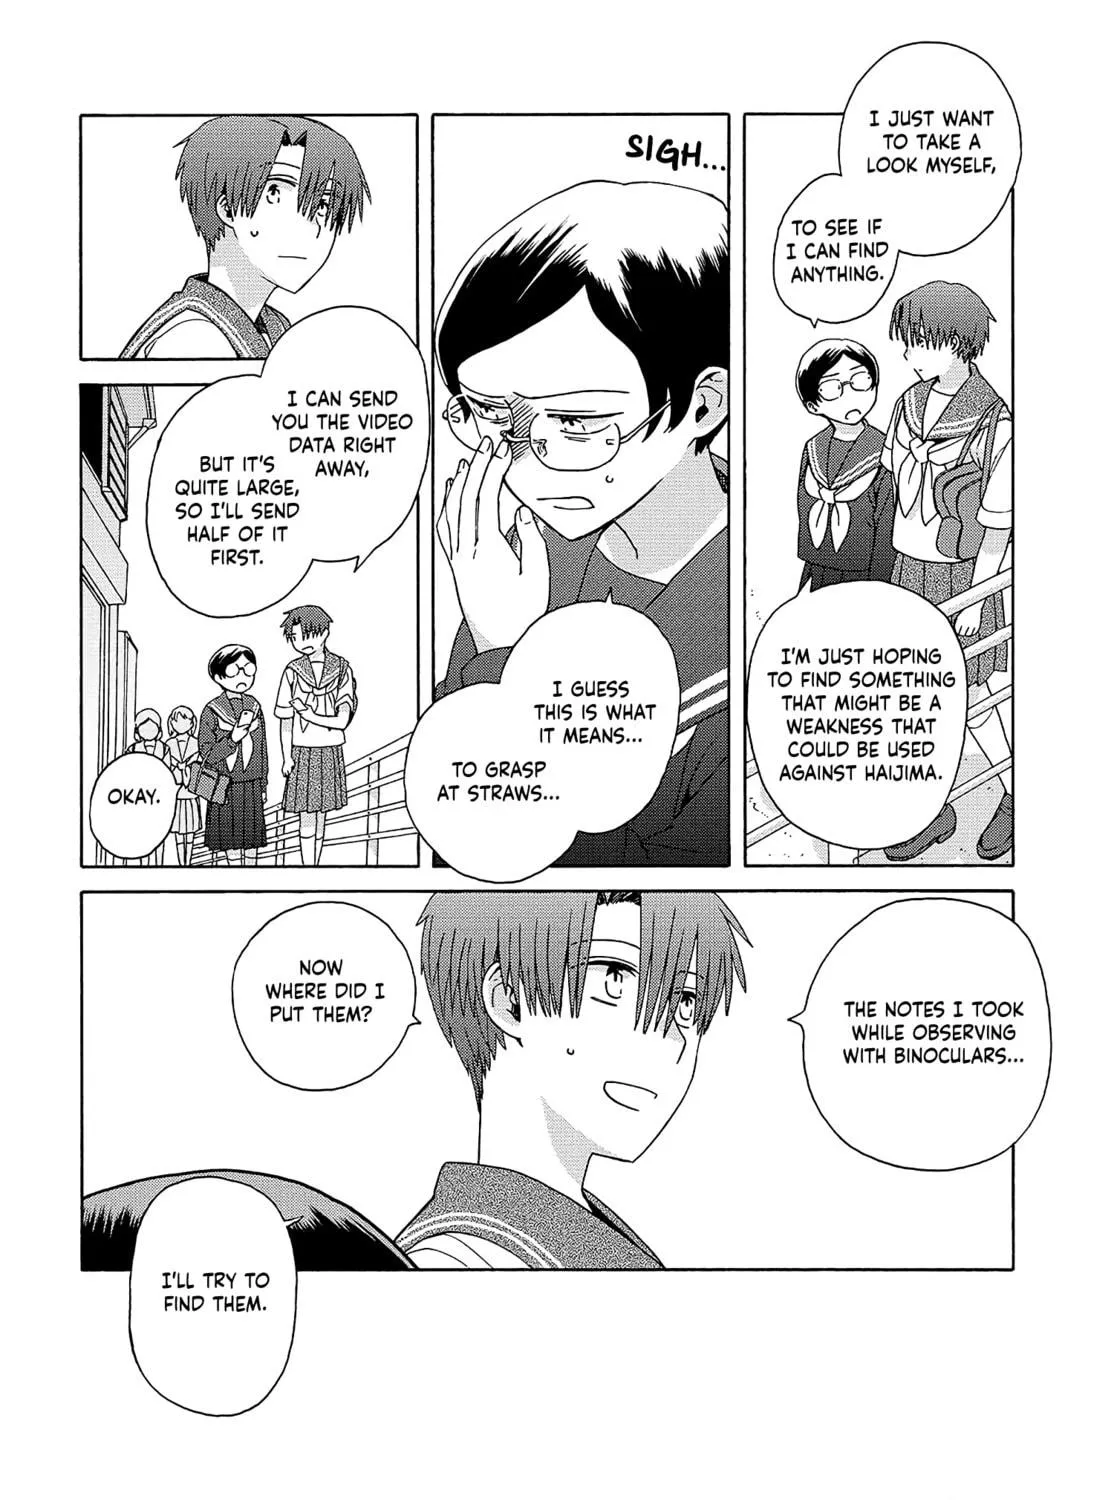 I JUST WANT
TO TAKE A
LOOK MYSELF,
TO SEE IF
I CAN FIND
ANYTHING.
I'M JUST HOPING
TO FIND SOMETHING
THAT MIGHT BE A
WEAKNESS THAT
COULD BE USED
AGAINST HAIJIMA.
SIGH...
I GUESS
THIS IS WHAT
IT MEANS...
TO GRASP
AT STRAWS...
I CAN SEND
YOU THE VIDEO
DATA RIGHT
AWAY,
BUT IT'S
QUITE LARGE,
SO I'LL SEND
HALF OF IT
FIRST.
OKAY.
THE NOTES I TOOK
WHILE OBSERVING
WITH BINOCULARS...
NOW
WHERE DID I
PUT THEM?
I'LL TRY TO
FIND THEM.